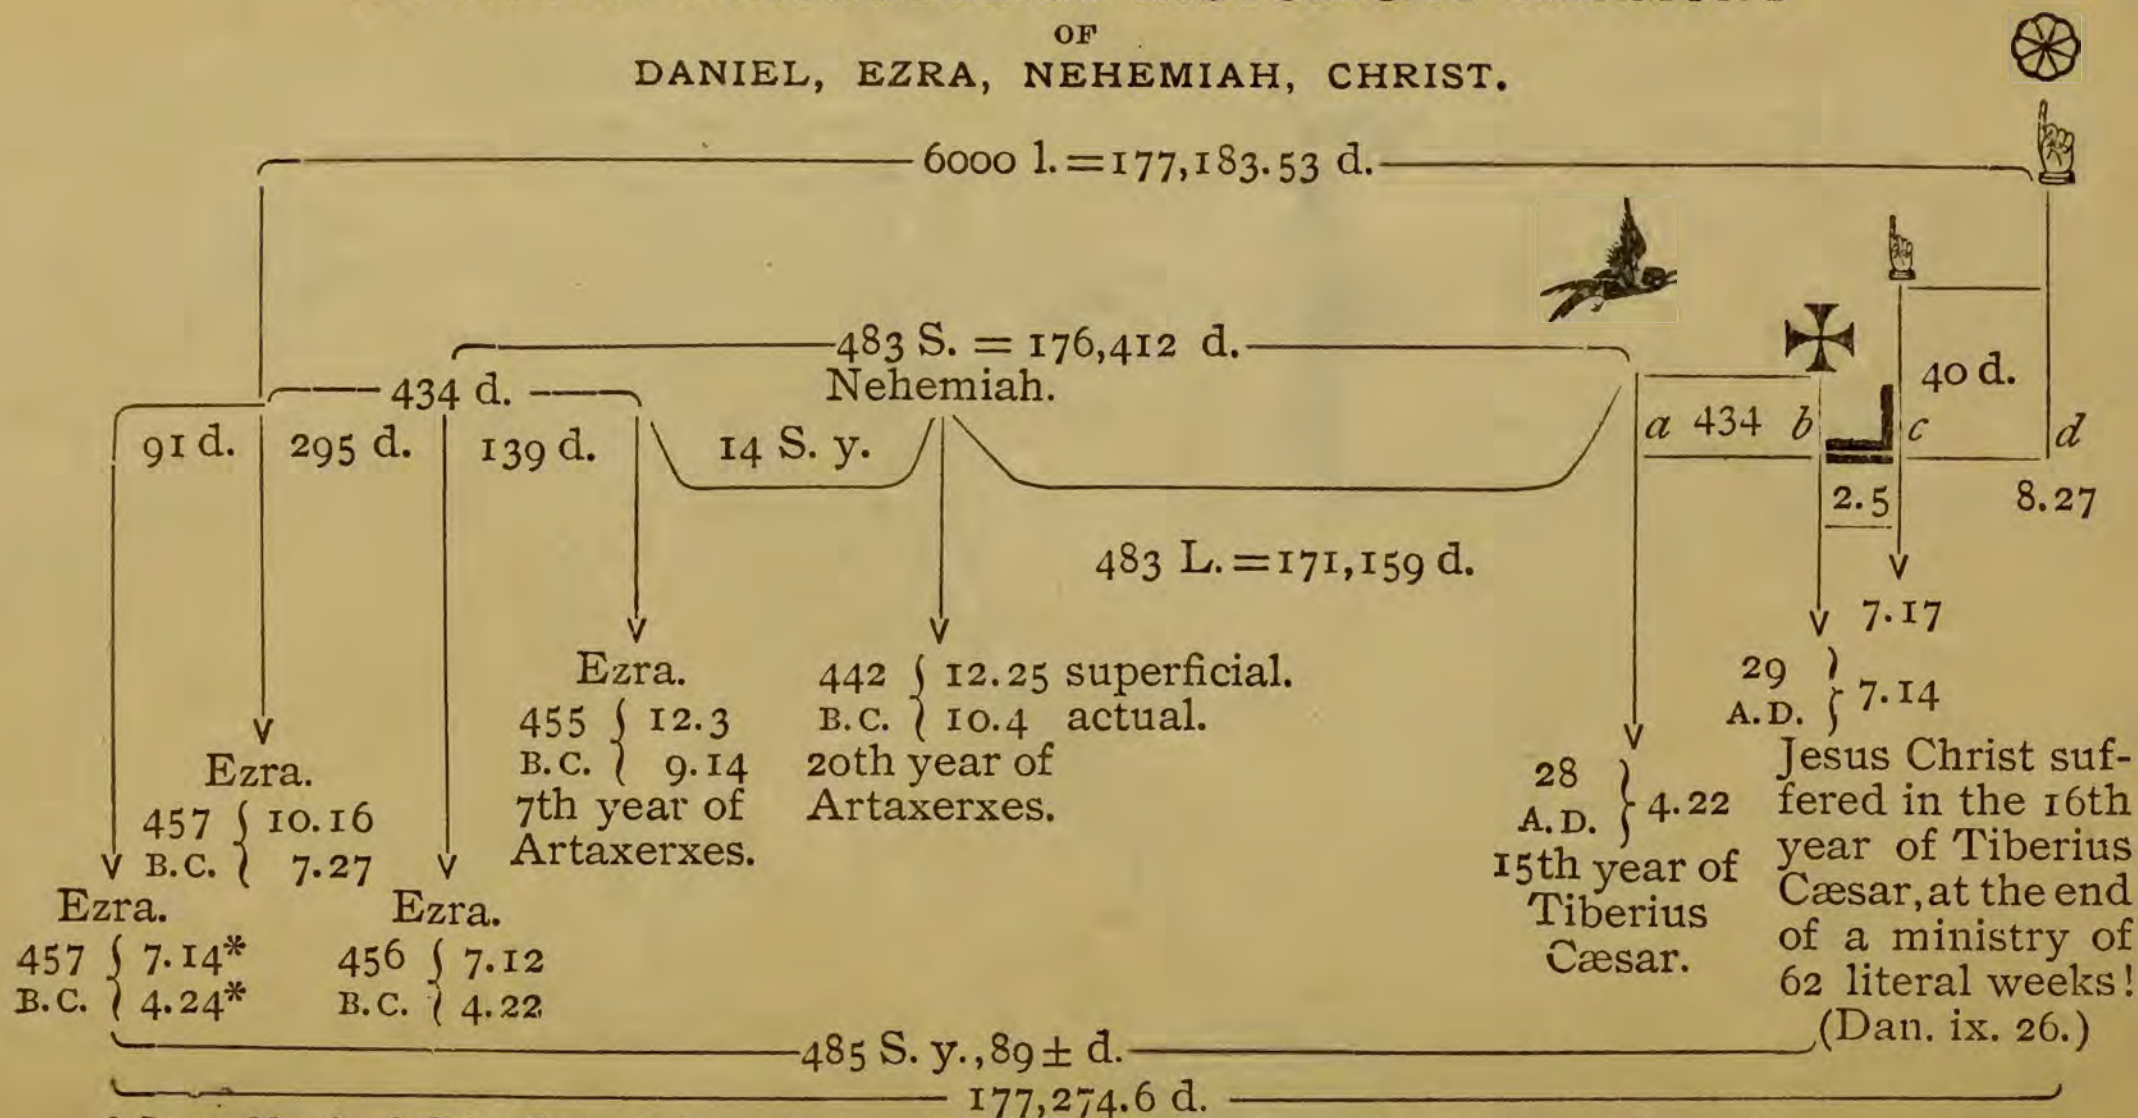 OF
DANIEL, EZRA, NEHEMIAH, CHRIST.
6000 l.=177,183.53 d.
483 S. = 176,412 d.
Nehemiah.
434 d.
40 d.
91 d.
295 d.
139 d.
14 S. y.
a 434 b
c
d
2.5
8.27
483 L.=171,159 d.
7.17
Ezra.
455 B.C. { 12.3
9.14
7th year of
Artaxerxes.
442 B.C. { 12.25 superficial.
10.4 actual.
20th year of
Artaxerxes.
29 A.D. } 7.14
Jesus Christ suf-
fered in the 16th
year of Tiberius
Cæsar, at the end
of a ministry of
62 literal weeks!
(Dan. ix. 26.)
28 A.D. } 4.22
15th year of
Tiberius
Cæsar.
Ezra.
457 B.C. { 10.16
7.27
Ezra.
457 B.C. { 7.14*
4.24*
Ezra.
456 B.C. { 7.12
4.22
485 S. y., 89 ± d.
177,274.6 d.